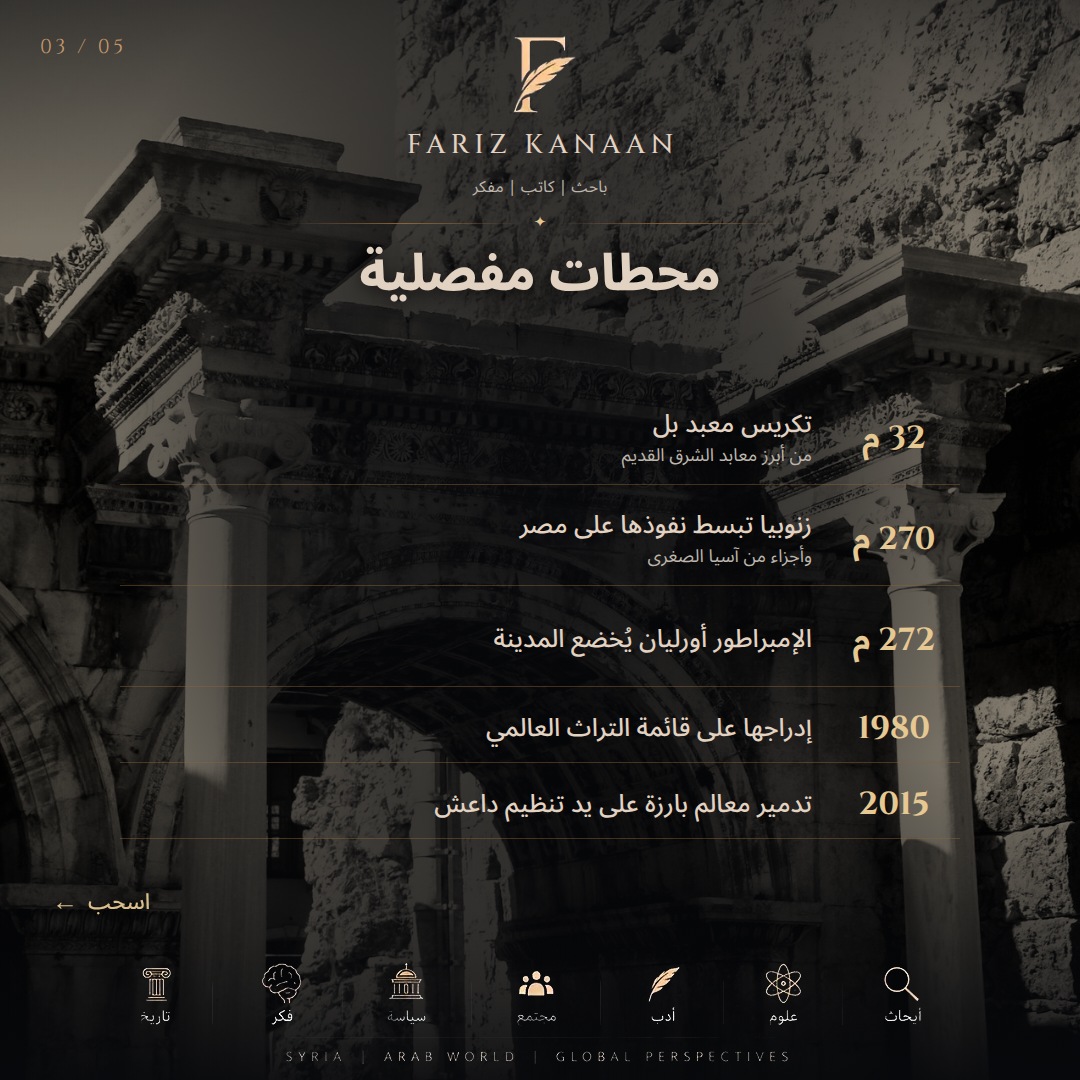 03 / 05
F
FARIZ KANAAN
باحث | كاتب | مفكر
محطات مفصلية
32 م
تكريس معبد بل
من أبرز معابد الشرق القديم
270 م
زنوبيا تبسط نفوذها على مصر
وأجزاء من آسيا الصغرى
272 م
الإمبراطور أورليان يُخضع المدينة
1980
إدراجها على قائمة التراث العالمي
2015
تدمير معالم بارزة على يد تنظيم داعش
اسحب ←
أبحاث
علوم
أدب
مجتمع
سياسة
فكر
تاريخ
SYRIA | ARAB WORLD | GLOBAL PERSPECTIVES